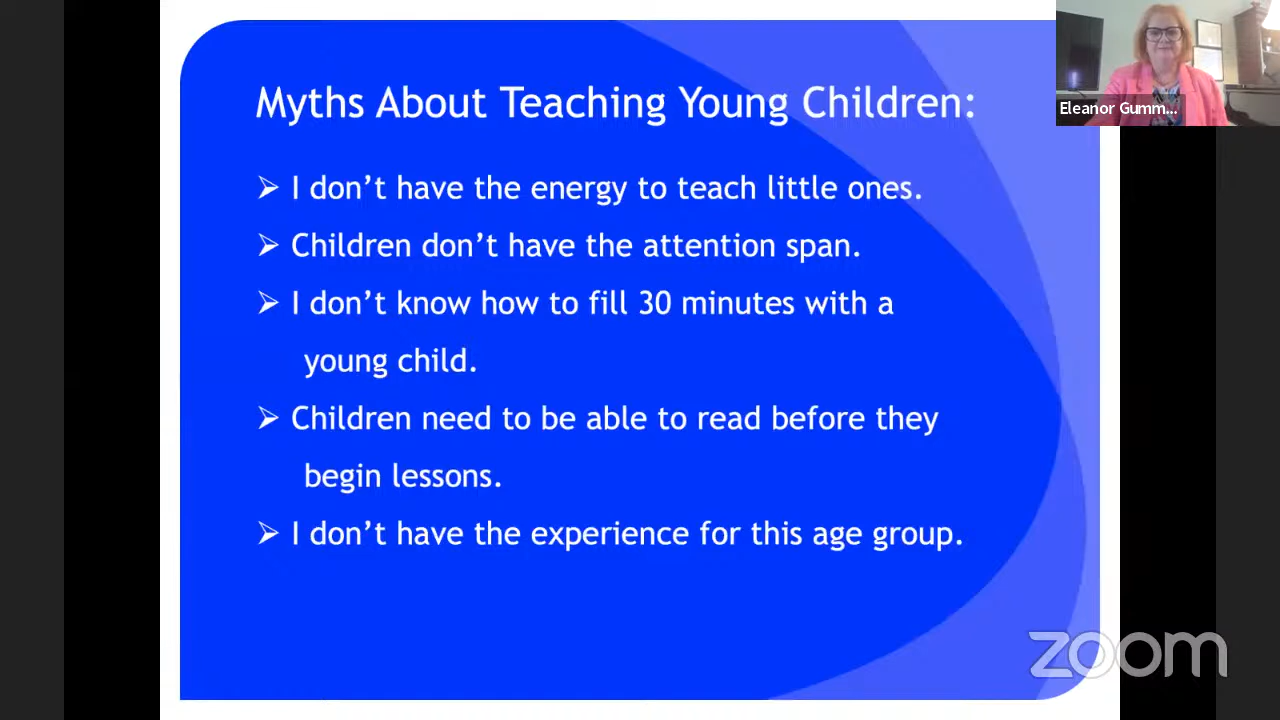 Myths About Teaching Young Children:
➢ I don’t have the energy to teach little ones.
➢ Children don’t have the attention span.
➢ I don’t know how to fill 30 minutes with a
young child.
➢ Children need to be able to read before they
begin lessons.
➢ I don’t have the experience for this age group.
Eleanor Gumm...
zoom